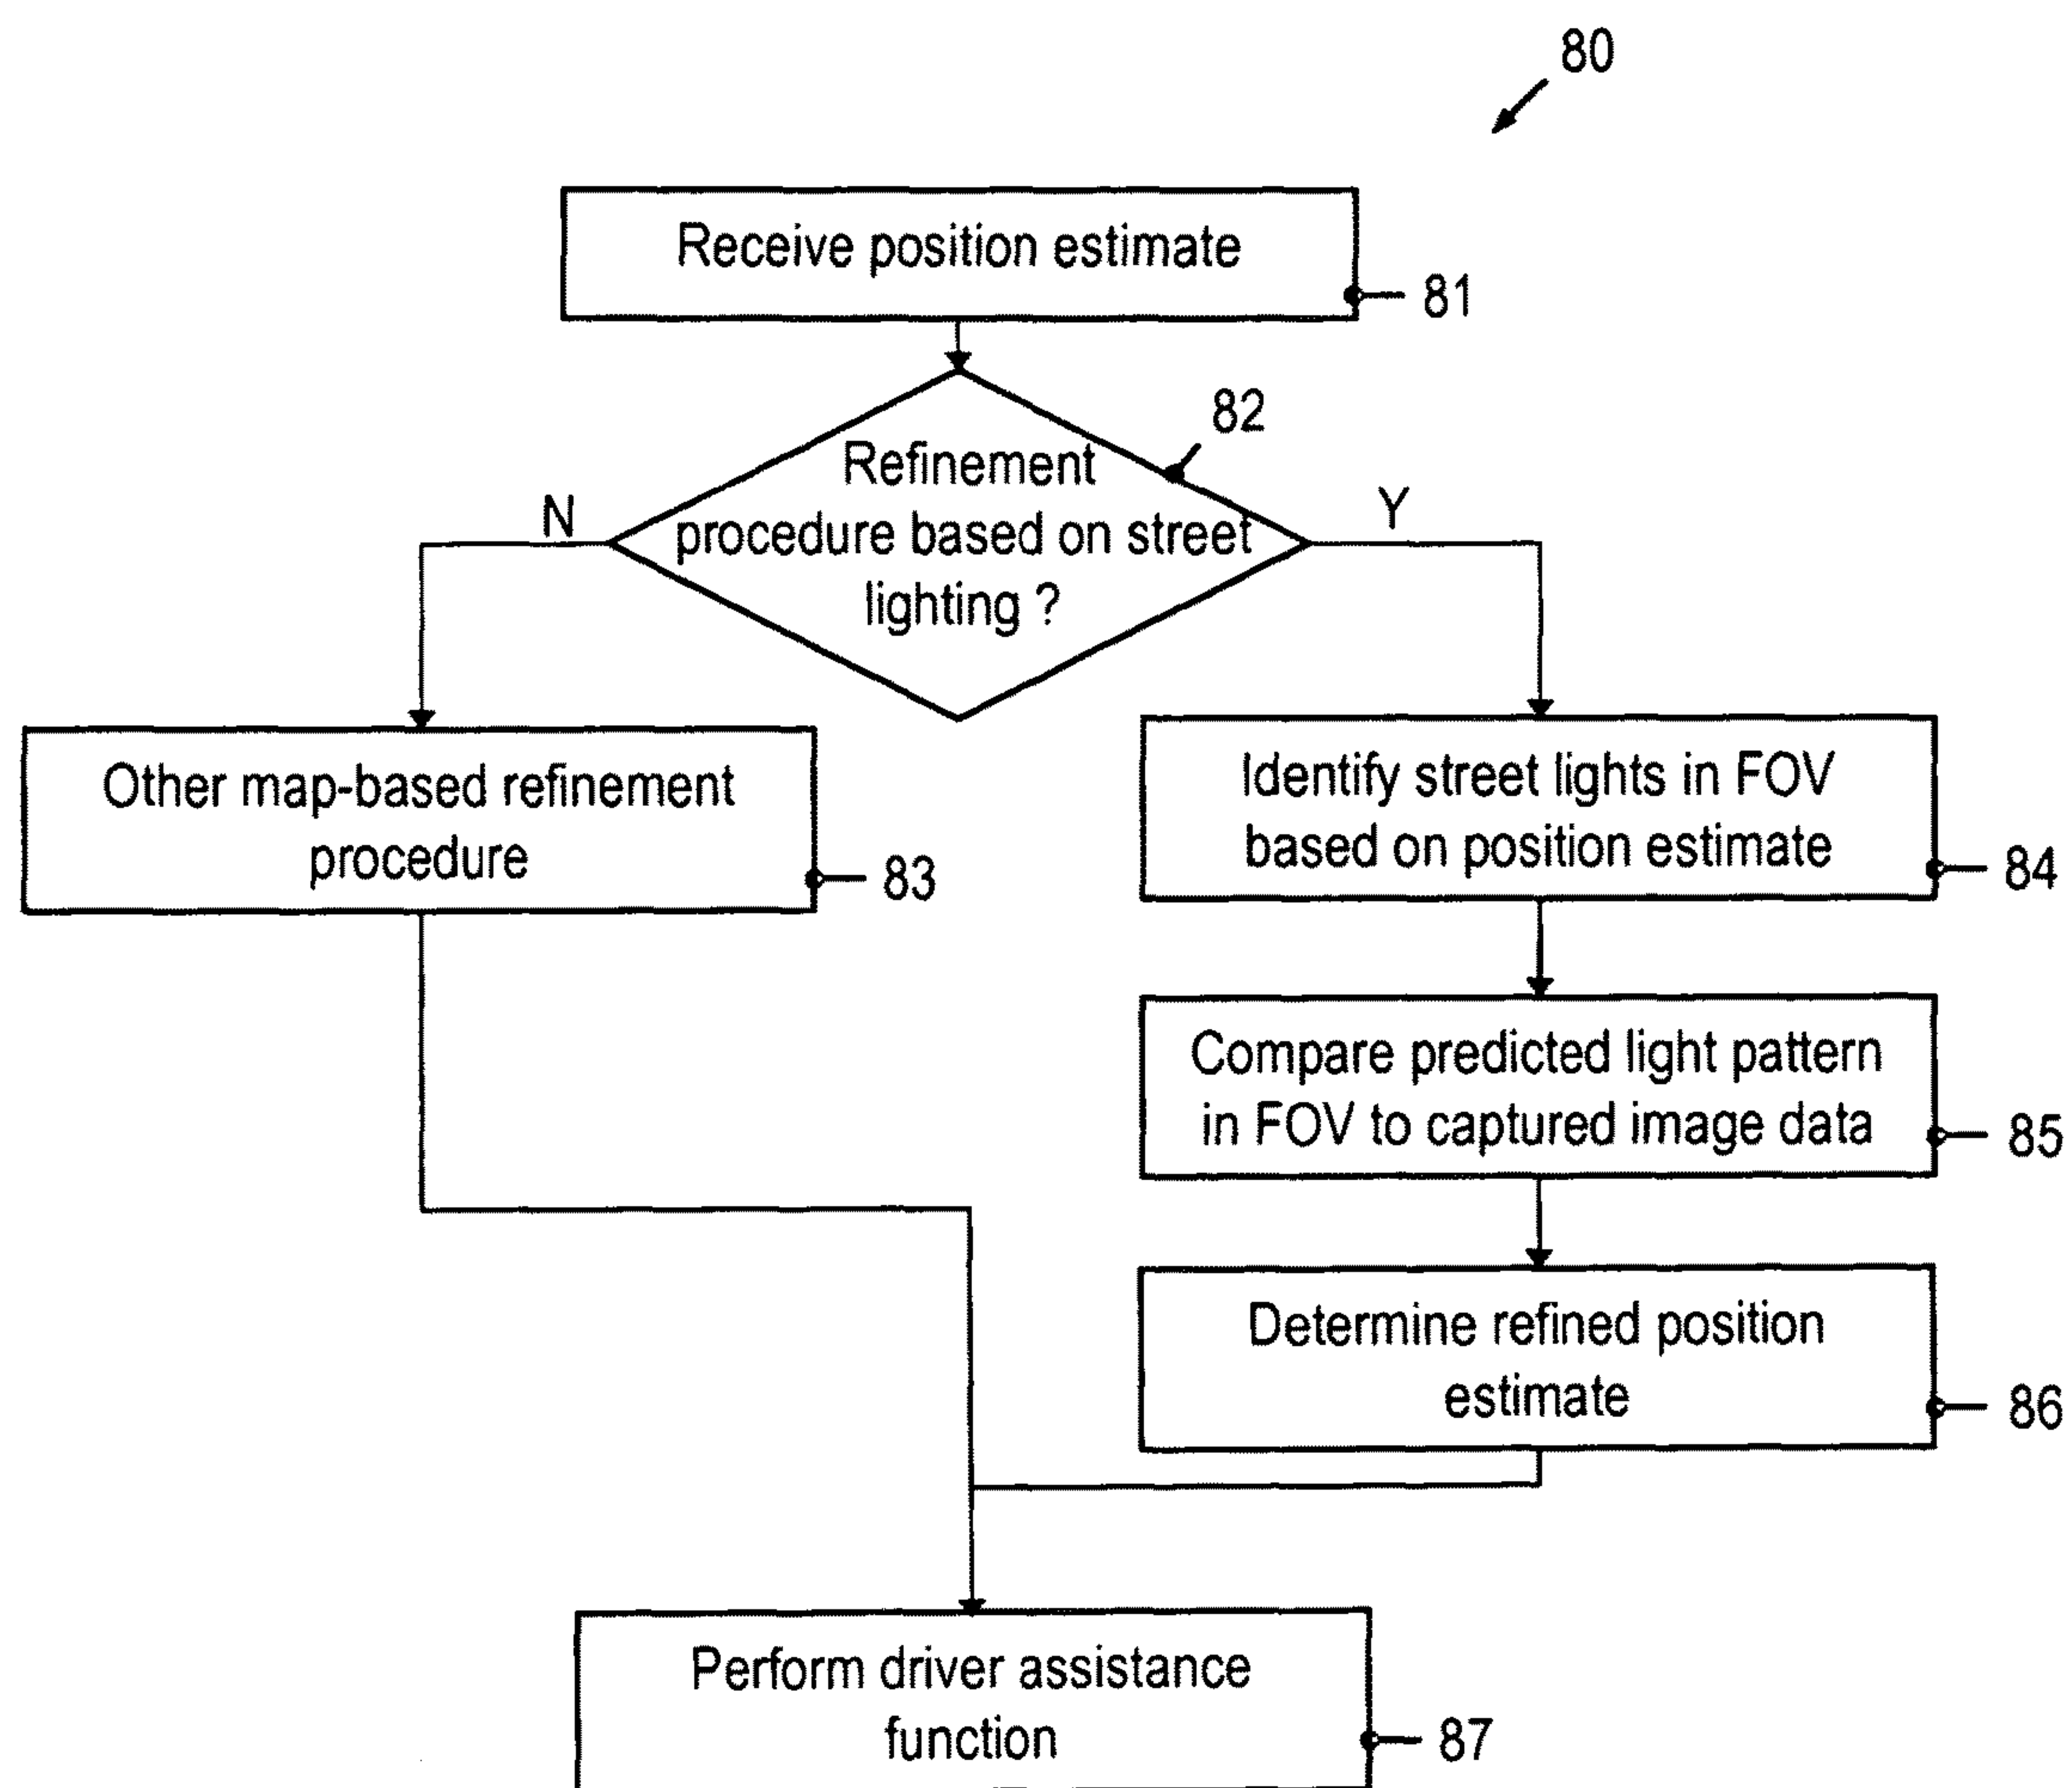 80
Receive position estimate
81
82
Refinement
procedure based on street
lighting ?
N
Y
Other map-based refinement
procedure
83
Identify street lights in FOV
based on position estimate
84
Compare predicted light pattern
in FOV to captured image data
85
Determine refined position
estimate
86
Perform driver assistance
function
87